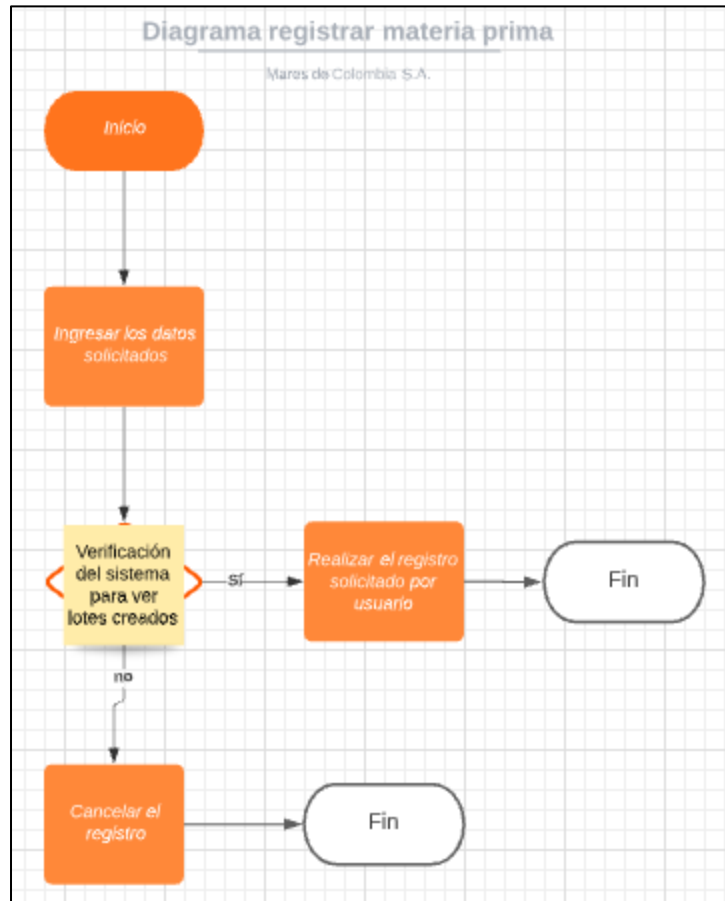 Diagrama registrar materia prima
Mares de Colombia S.A.
Inicio
Ingresar los datos
solicitados
Verificación
del sistema
para ver
lotes creados
SÍ
Realizar el registro
solicitado por
usuario
Fin
no
Cancelar el
registro
Fin